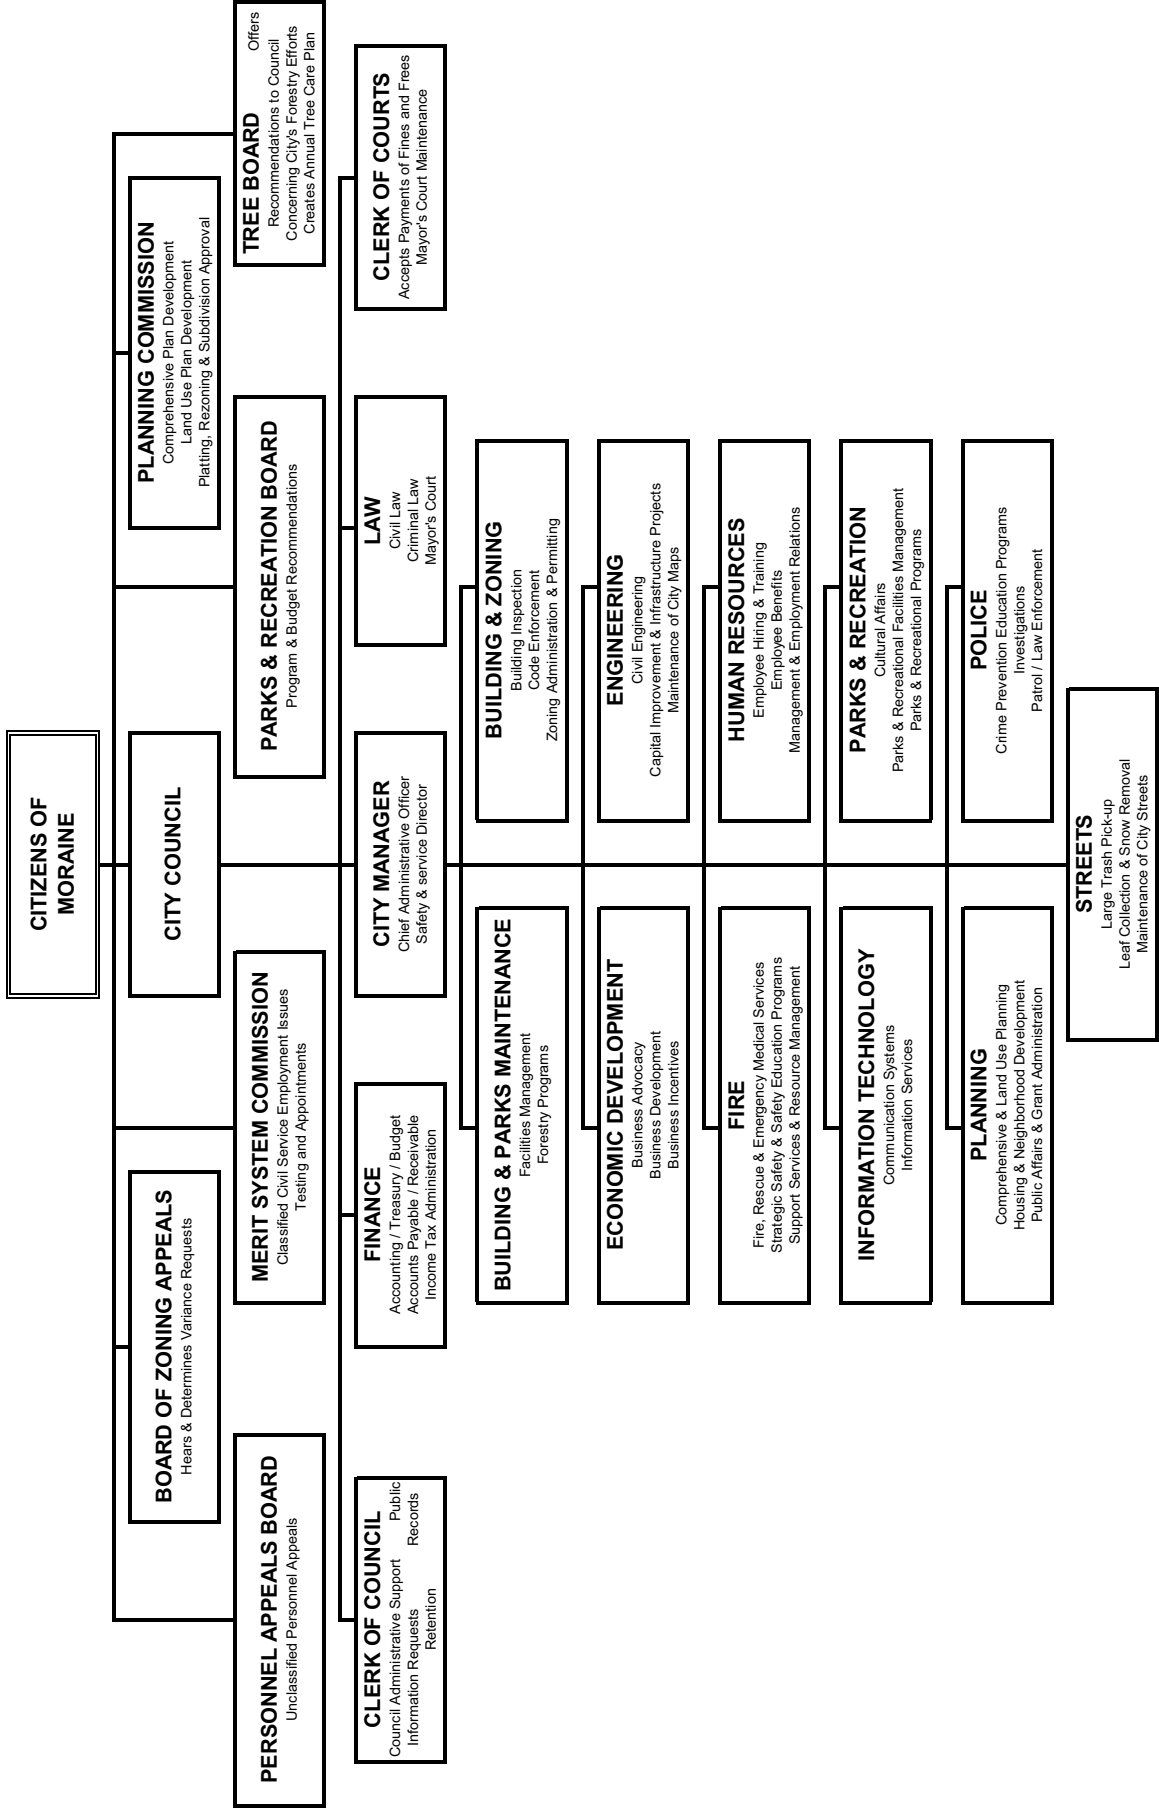 CITIZENS OF
MORAINE
BOARD OF ZONING APPEALS
Hears & Determines Variance Requests
CITY COUNCIL
PLANNING COMMISSION
Comprehensive Plan Development
Land Use Plan Development
Platting, Rezoning & Subdivision Approval
PERSONNEL APPEALS BOARD
Unclassified Personnel Appeals
MERIT SYSTEM COMMISSION
Classified Civil Service Employment Issues
Testing and Appointments
PARKS & RECREATION BOARD
Program & Budget Recommendations
TREE BOARD
Offers
Recommendations to Council
Concerning City's Forestry Efforts
Creates Annual Tree Care Plan
CLERK OF COUNCIL
Council Administrative Support Public
Information Requests Records
Retention
FINANCE
Accounting / Treasury / Budget
Accounts Payable / Receivable
Income Tax Administration
CITY MANAGER
Chief Administrative Officer
Safety & service Director
LAW
Civil Law
Criminal Law
Mayor's Court
CLERK OF COURTS
Accepts Payments of Fines and Frees
Mayor's Court Maintenance
BUILDING & PARKS MAINTENANCE
Facilities Management
Forestry Programs
BUILDING & ZONING
Building Inspection
Code Enforcement
Zoning Administration & Permitting
ECONOMIC DEVELOPMENT
Business Advocacy
Business Development
Business Incentives
ENGINEERING
Civil Engineering
Capital Improvement & Infrastructure Projects
Maintenance of City Maps
FIRE
Fire, Rescue & Emergency Medical Services
Strategic Safety & Safety Education Programs
Support Services & Resource Management
HUMAN RESOURCES
Employee Hiring & Training
Employee Benefits
Management & Employment Relations
INFORMATION TECHNOLOGY
Communication Systems
Information Services
PARKS & RECREATION
Cultural Affairs
Parks & Recreational Facilities Management
Parks & Recreational Programs
PLANNING
Comprehensive & Land Use Planning
Housing & Neighborhood Development
Public Affairs & Grant Administration
POLICE
Crime Prevention Education Programs
Investigations
Patrol / Law Enforcement
STREETS
Large Trash Pick-up
Leaf Collection & Snow Removal
Maintenance of City Streets